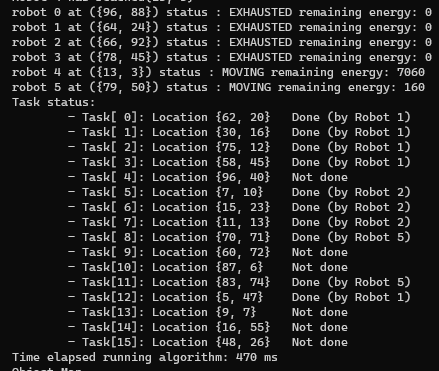 robot 0 at ({96, 88}) status : EXHAUSTED remaining energy: 0
robot 1 at ({64, 24}) status : EXHAUSTED remaining energy: 0
robot 2 at ({66, 92}) status : EXHAUSTED remaining energy: 0
robot 3 at ({78, 45}) status : EXHAUSTED remaining energy: 0
robot 4 at ({13, 3}) status : MOVING remaining energy: 7060
robot 5 at ({79, 50}) status : MOVING remaining energy: 160
Task status:
- Task[ 0]: Location {62, 20} Done (by Robot 1)
- Task[ 1]: Location {30, 16} Done (by Robot 1)
- Task[ 2]: Location {75, 12} Done (by Robot 1)
- Task[ 3]: Location {58, 45} Done (by Robot 1)
- Task[ 4]: Location {96, 40} Not done
- Task[ 5]: Location {7, 10} Done (by Robot 2)
- Task[ 6]: Location {15, 23} Done (by Robot 2)
- Task[ 7]: Location {11, 13} Done (by Robot 2)
- Task[ 8]: Location {70, 71} Done (by Robot 5)
- Task[ 9]: Location {60, 72} Not done
- Task[10]: Location {87, 6} Not done
- Task[11]: Location {83, 74} Done (by Robot 5)
- Task[12]: Location {5, 47} Done (by Robot 1)
- Task[13]: Location {9, 7} Not done
- Task[14]: Location {16, 55} Not done
- Task[15]: Location {48, 26} Not done
Time elapsed running algorithm: 470 ms
Object Map